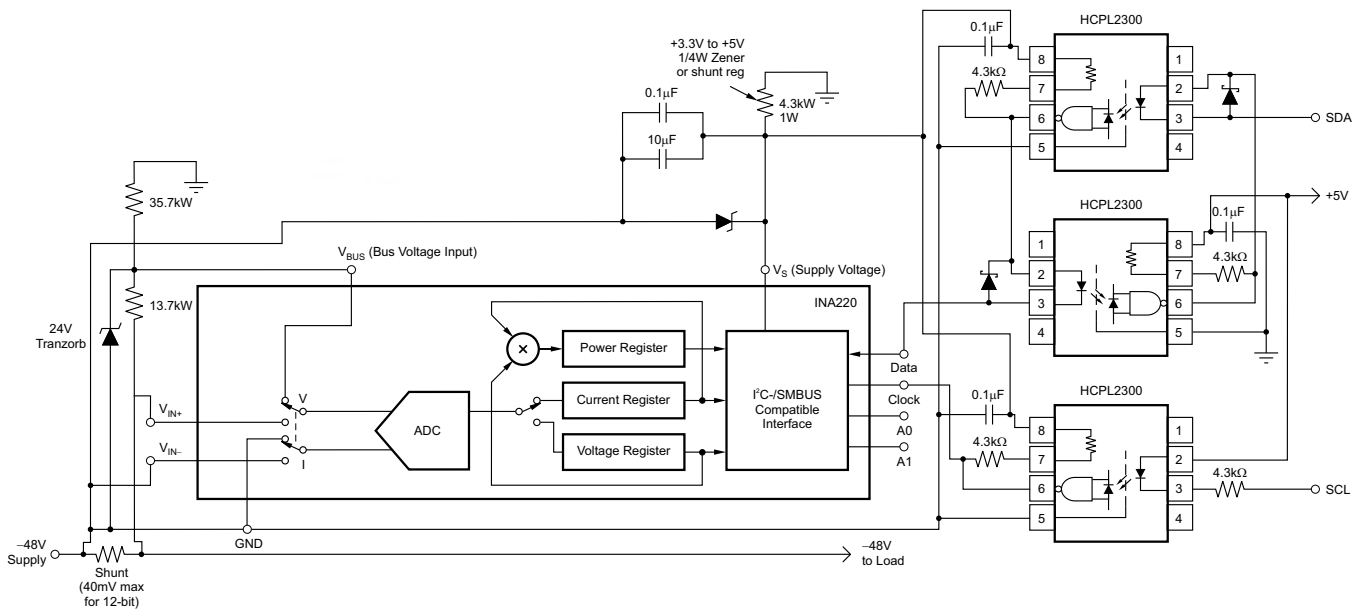 HCPL2300
0.1µF
8
1
4.3kΩ
7
2
6
3
SDA
5
4
+3.3V to +5V
1/4W Zener
or shunt reg
4.3kW
1W
0.1µF
10µF
35.7kW
VBUS (Bus Voltage Input)
VS (Supply Voltage)
13.7kW
24V
Tranzorb
INA220
Power Register
×
Current Register
Voltage Register
ADC
V
I
VIN+
VIN–
I²C-/SMBUS
Compatible
Interface
Data
Clock
A0
A1
GND
–48V
Supply
Shunt
(40mV max
for 12-bit)
–48V
to Load
HCPL2300
+5V
0.1µF
1
8
2
7
4.3kΩ
3
6
4
5
HCPL2300
0.1µF
8
1
4.3kΩ
7
2
6
3
4.3kΩ
SCL
5
4